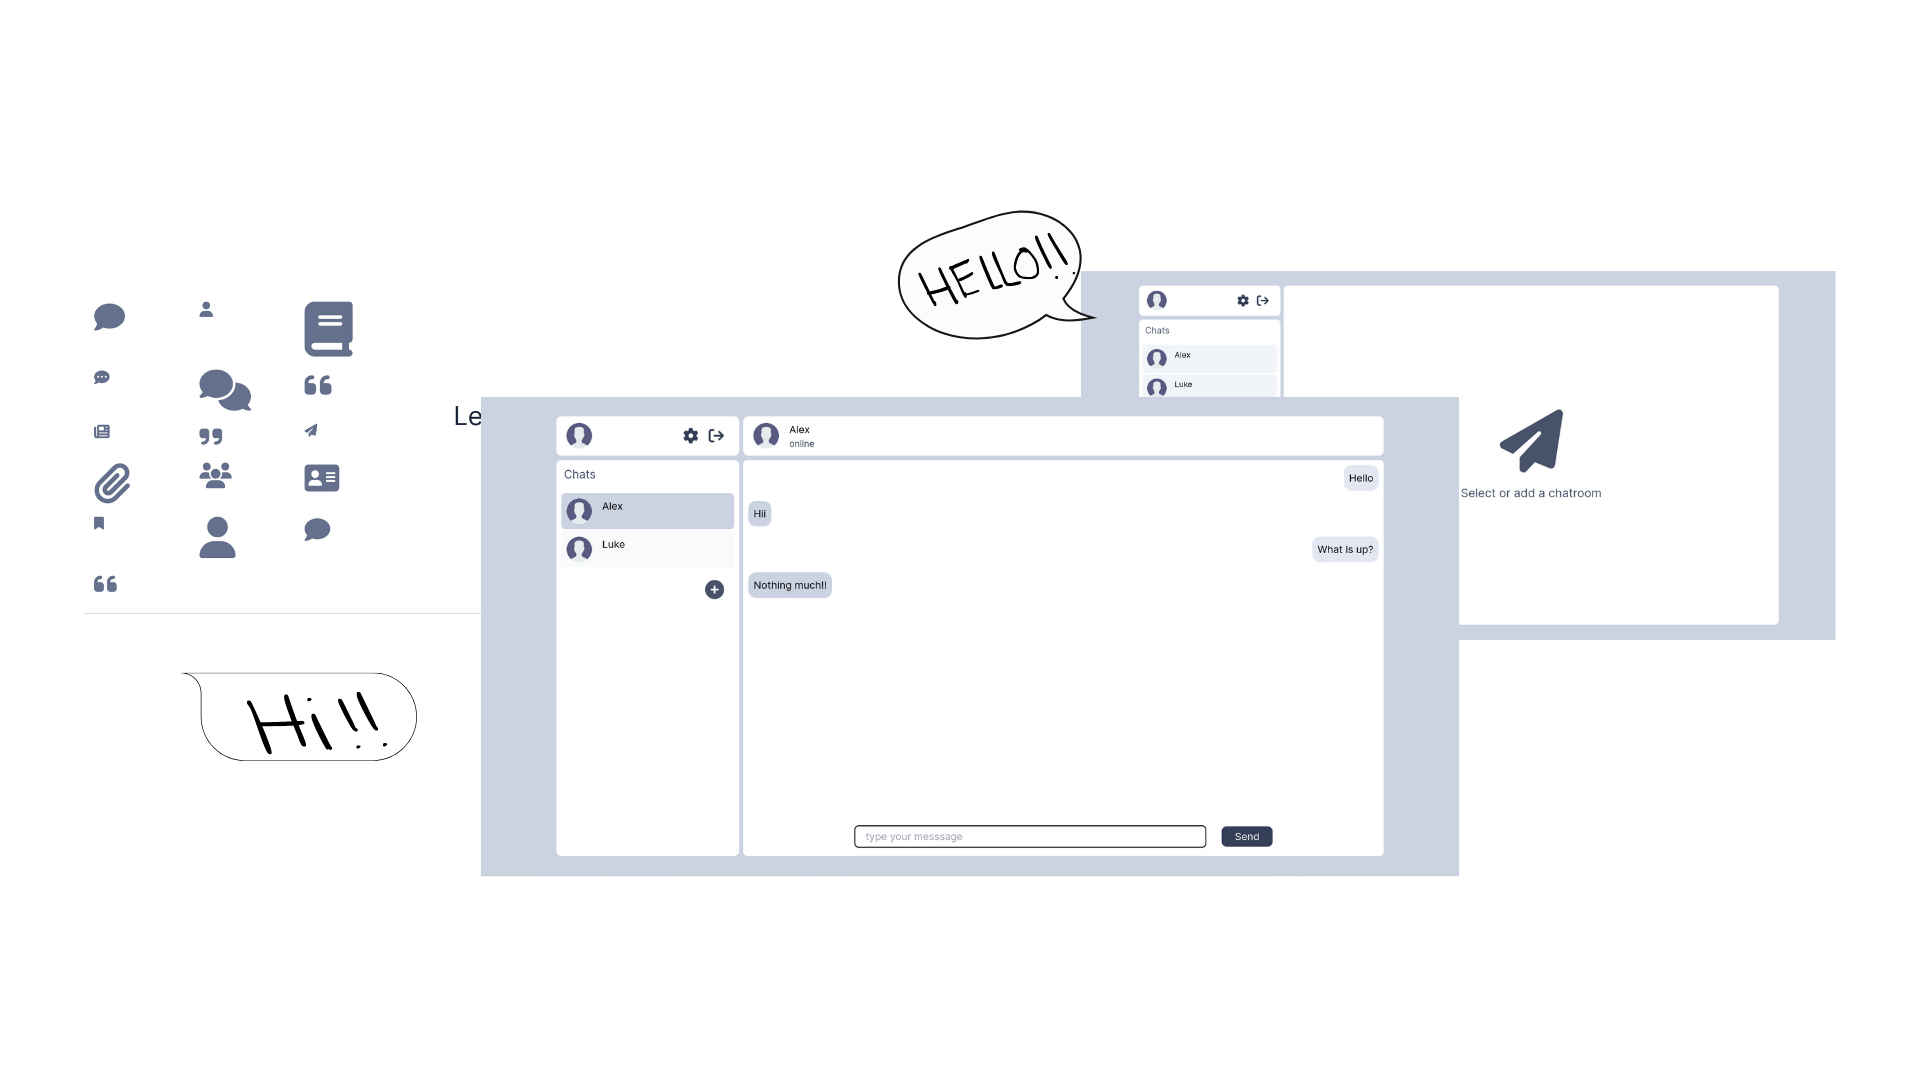 HELLO!!
Chats
Alex
Luke
Select or add a chatroom
Le
Alex
online
Chats
Alex
Luke
Hello
Hii
What is up?
Nothing much!!
type your messsage
Send
Hi!!